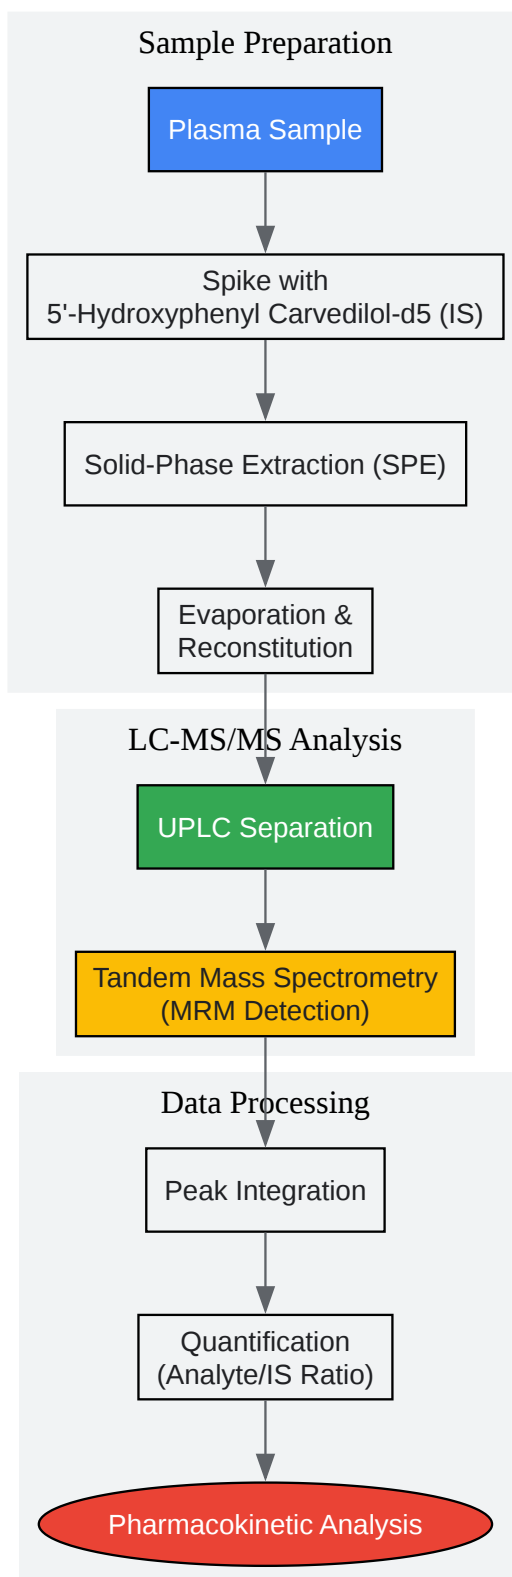 Sample Preparation
Plasma Sample
Spike with
5'-Hydroxyphenyl Carvedilol-d5 (IS)
Solid-Phase Extraction (SPE)
Evaporation &
Reconstitution
LC-MS/MS Analysis
UPLC Separation
Tandem Mass Spectrometry
(MRM Detection)
Data Processing
Peak Integration
Quantification
(Analyte/IS Ratio)
Pharmacokinetic Analysis